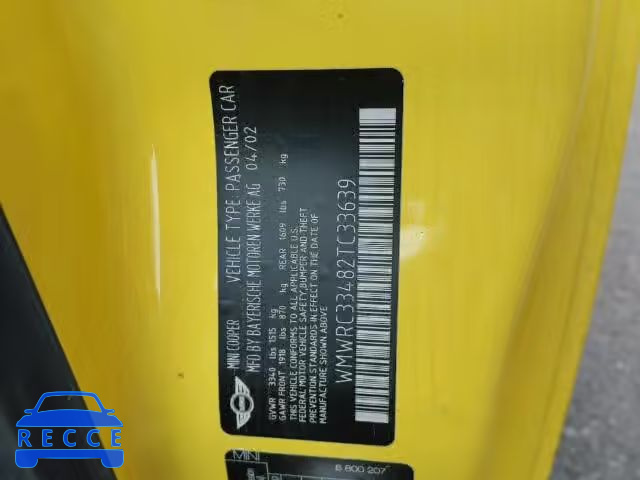 MINI COOPER VEHICLE TYPE PASSENGER CAR
MFD BY BAYERISCHE MOTOREN WERKE AG 04/02
GVWR 3340 lbs 1515 kg
GAWR FRONT 1918 lbs 870 kg REAR 1609 lbs 730 kg
THIS VEHICLE CONFORMS TO ALL APPLICABLE U.S.
FEDERAL MOTOR VEHICLE SAFETY,BUMPER AND THEFT
PREVENTION STANDARDS IN EFFECT ON THE DATE OF
MANUFACTURE SHOWN ABOVE.
WMWRC33482TC33639
MINI
6 800 207
RECCE